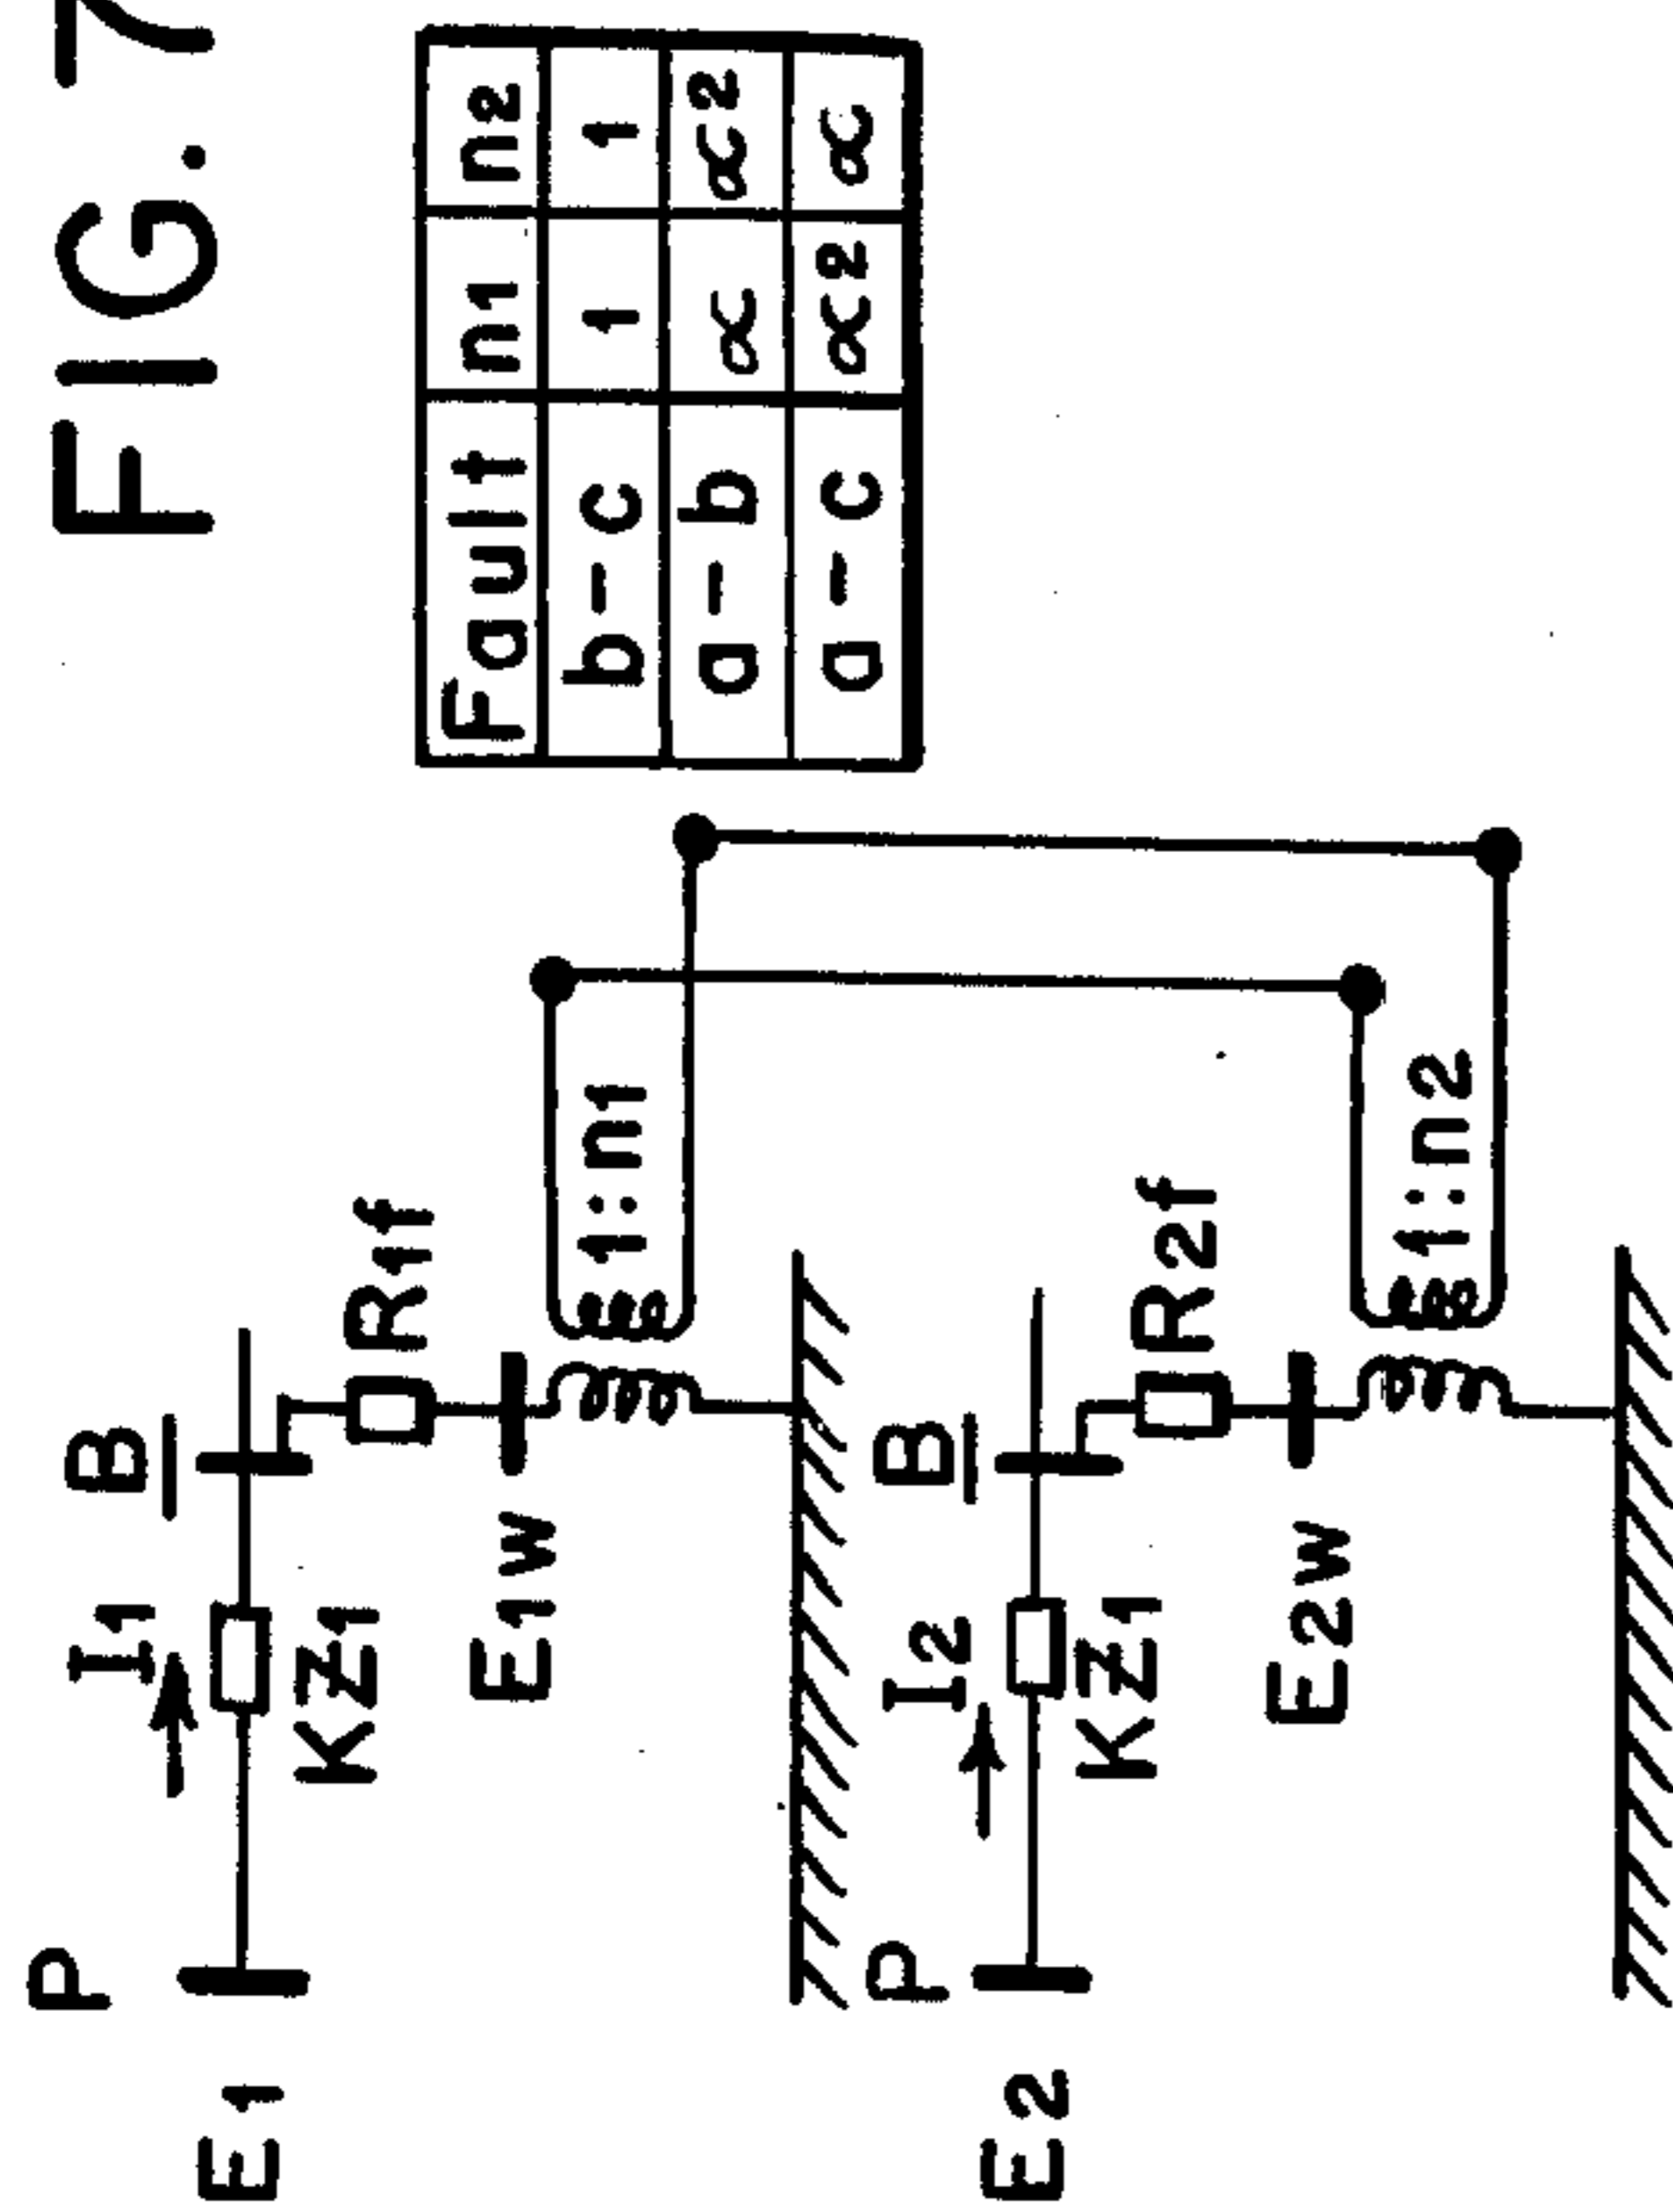 FIG. 7
E1
P
I1
B
KZ1
R1f
E1w
1:n1
E2
P
I2
B
KZ1
R2f
E2w
1:n2
Fault n1 n2
b-c 1 1
a-b α α²
a-c α² α